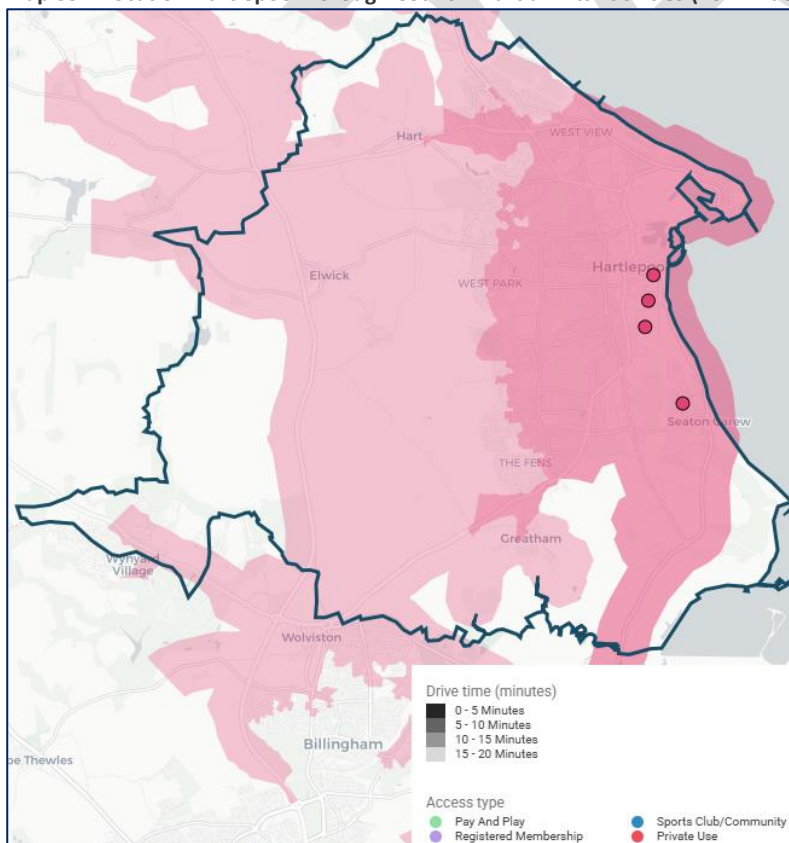 WEST VIEW
Hart
Hartlepool
Elwick
WEST PARK
Seaton Carew
THE FENS
Greatham
Wynyard
Village
Wolviston
Billingham
oe Thewles
Drive time (minutes)
0 - 5 Minutes
5 - 10 Minutes
10 - 15 Minutes
15 - 20 Minutes
Access type
Pay And Play
Sports Club/Community
Registered Membership
Private Use